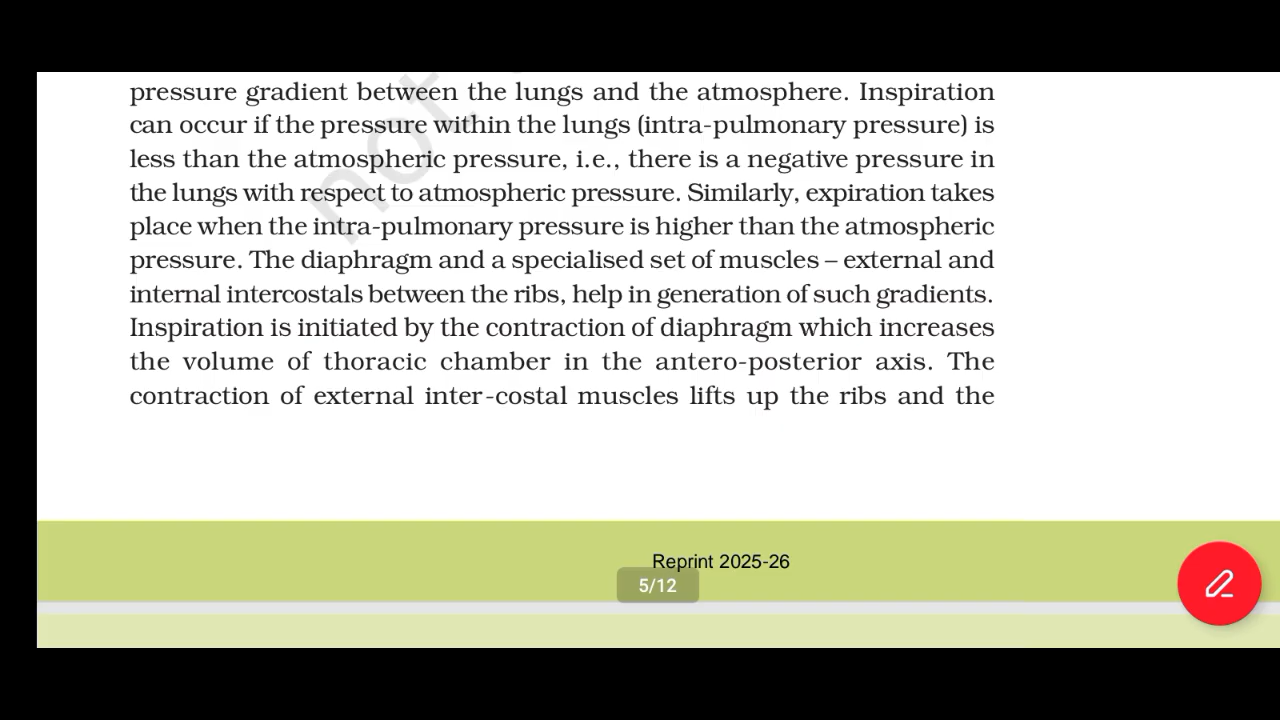 pressure gradient between the lungs and the atmosphere. Inspiration
can occur if the pressure within the lungs (intra-pulmonary pressure) is
less than the atmospheric pressure, i.e., there is a negative pressure in
the lungs with respect to atmospheric pressure. Similarly, expiration takes
place when the intra-pulmonary pressure is higher than the atmospheric
pressure. The diaphragm and a specialised set of muscles – external and
internal intercostals between the ribs, help in generation of such gradients.
Inspiration is initiated by the contraction of diaphragm which increases
the volume of thoracic chamber in the antero-posterior axis. The
contraction of external inter-costal muscles lifts up the ribs and the
not
Reprint 2025-26
5/12